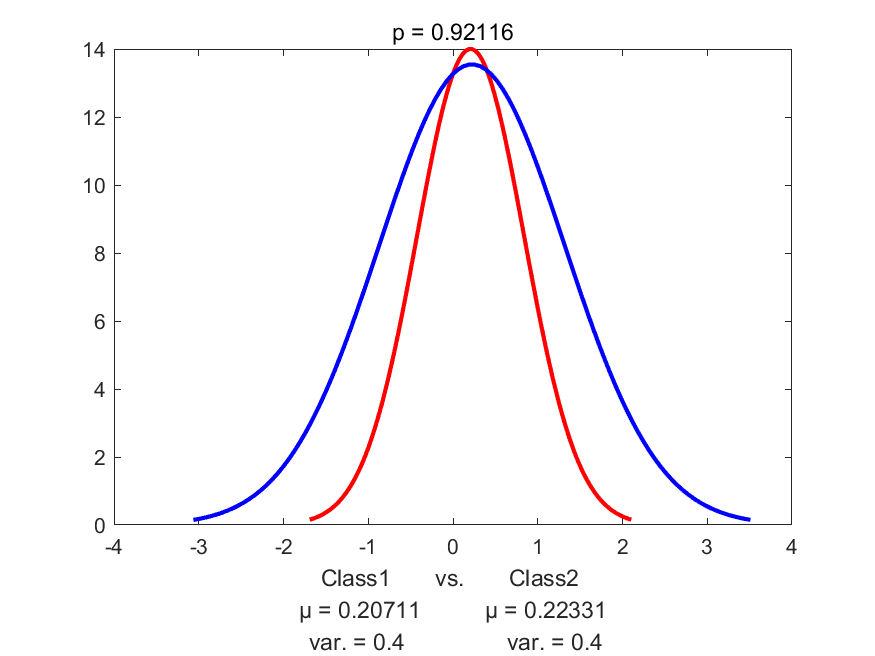 p = 0.92116
14
12
10
8
6
4
2
0
-4 -3 -2 -1 0 1 2 3 4
Class1 vs. Class2
μ = 0.20711 μ = 0.22331
var. = 0.4 var. = 0.4